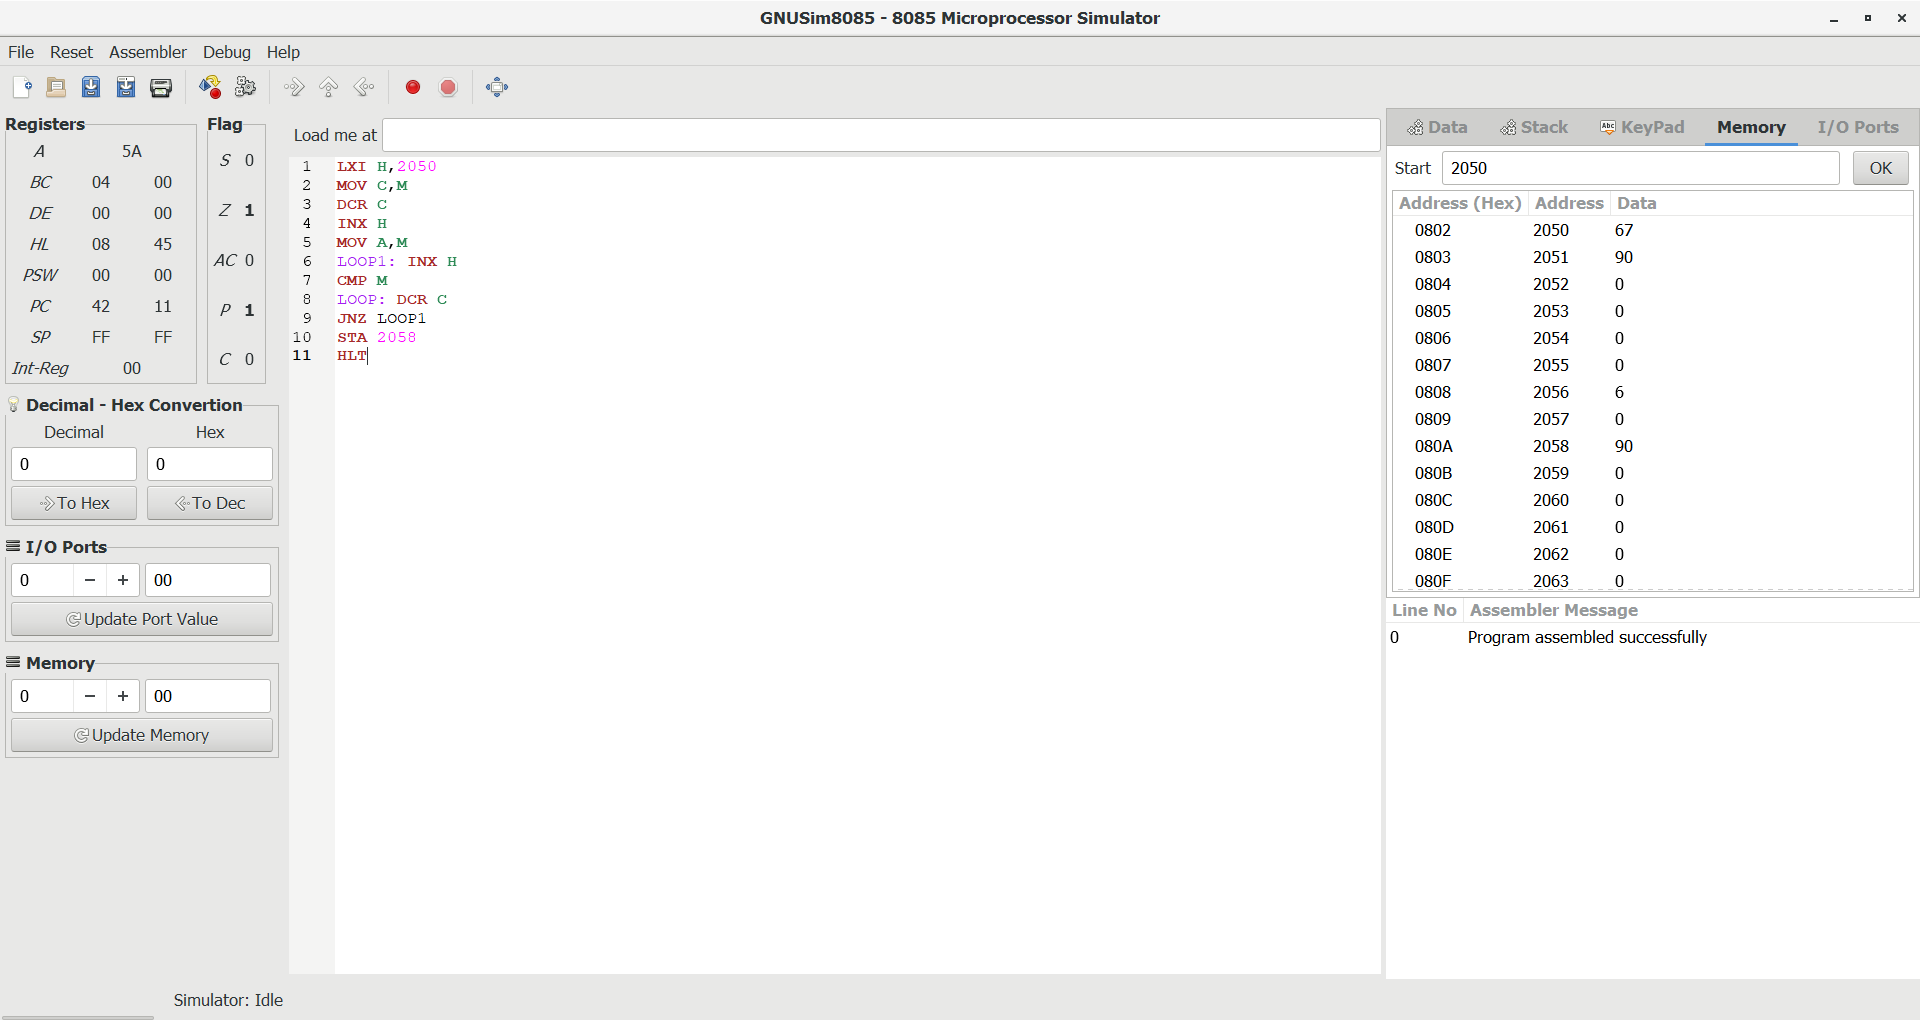 GNUSim8085 - 8085 Microprocessor Simulator
File Reset Assembler Debug Help
Registers
A 5A
BC 04 00
DE 00 00
HL 08 45
PSW 00 00
PC 42 11
SP FF FF
Int-Reg 00
Flag
S 0
Z 1
AC 0
P 1
C 0
Decimal - Hex Convertion
Decimal Hex
0 0
To Hex To Dec
I/O Ports
0 − + 00
Update Port Value
Memory
0 − + 00
Update Memory
Load me at
1 LXI H,2050
2 MOV C,M
3 DCR C
4 INX H
5 MOV A,M
6 LOOP1: INX H
7 CMP M
8 LOOP: DCR C
9 JNZ LOOP1
10 STA 2058
11 HLT
Data Stack Abc KeyPad Memory I/O Ports
Start 2050 OK
Address (Hex) Address Data
0802 2050 67
0803 2051 90
0804 2052 0
0805 2053 0
0806 2054 0
0807 2055 0
0808 2056 6
0809 2057 0
080A 2058 90
080B 2059 0
080C 2060 0
080D 2061 0
080E 2062 0
080F 2063 0
Line No Assembler Message
0 Program assembled successfully
Simulator: Idle